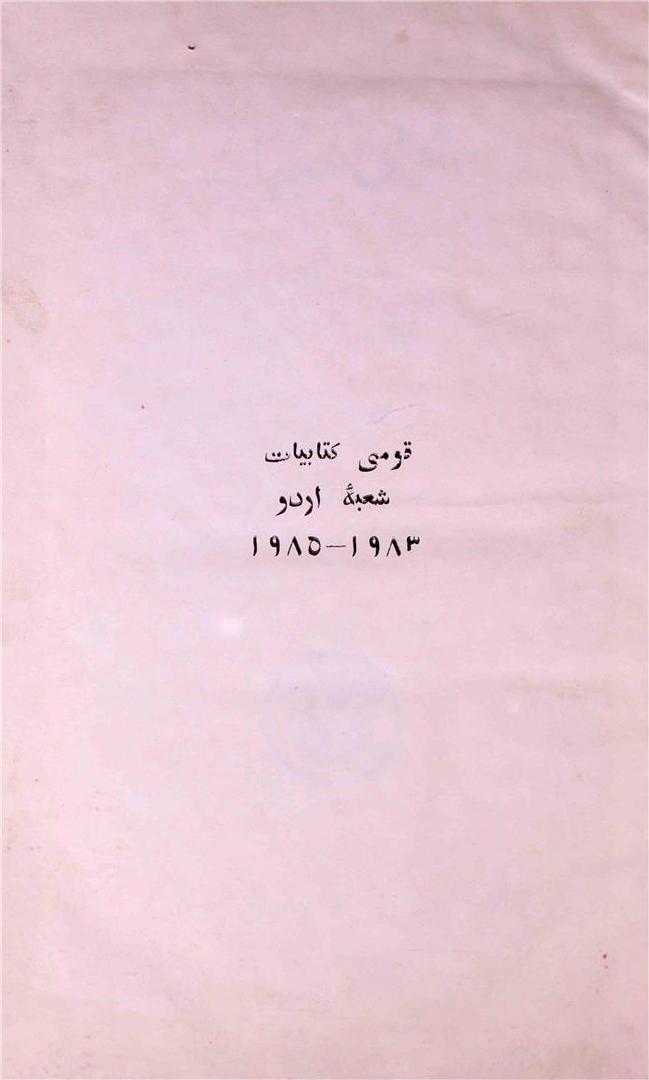 قومی کتابیات
شعبۂ اردو
۱۹۸۳–۱۹۸۵